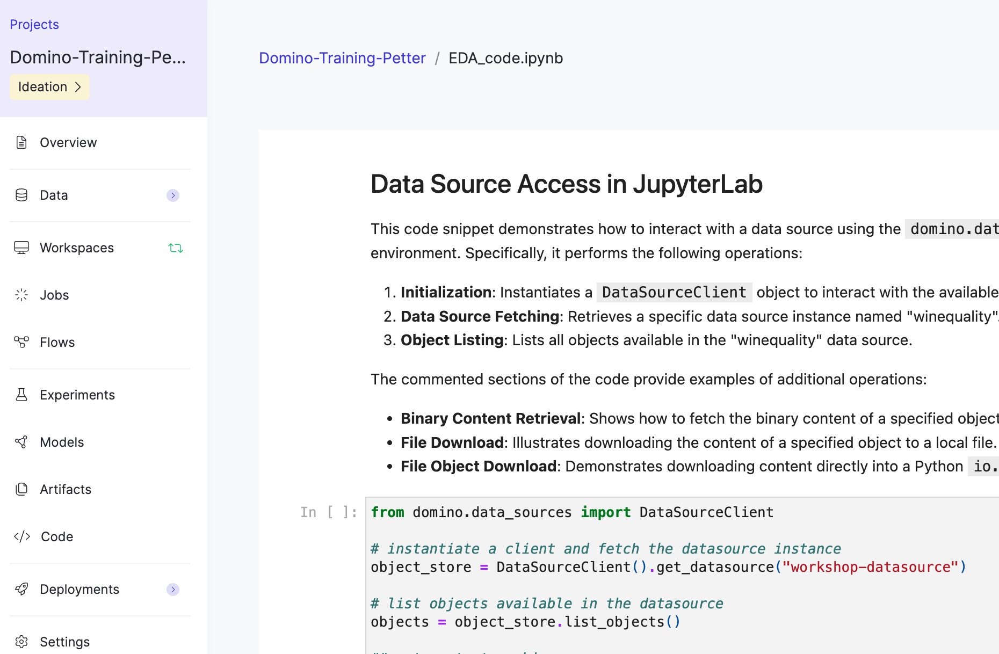 Projects
Domino-Training-Pe...
Ideation
Overview
Data
Workspaces
Jobs
Flows
Experiments
Models
Artifacts
Code
Deployments
Settings
Domino-Training-Petter / EDA_code.ipynb
Data Source Access in JupyterLab
This code snippet demonstrates how to interact with a data source using the domino.dat
environment. Specifically, it performs the following operations:
1. Initialization: Instantiates a DataSourceClient object to interact with the available
2. Data Source Fetching: Retrieves a specific data source instance named "winequality".
3. Object Listing: Lists all objects available in the "winequality" data source.
The commented sections of the code provide examples of additional operations:
• Binary Content Retrieval: Shows how to fetch the binary content of a specified object
• File Download: Illustrates downloading the content of a specified object to a local file.
• File Object Download: Demonstrates downloading content directly into a Python io.
In [ ]:
from domino.data_sources import DataSourceClient
# instantiate a client and fetch the datasource instance
object_store = DataSourceClient().get_datasource("workshop-datasource")
# list objects available in the datasource
objects = object_store.list_objects()